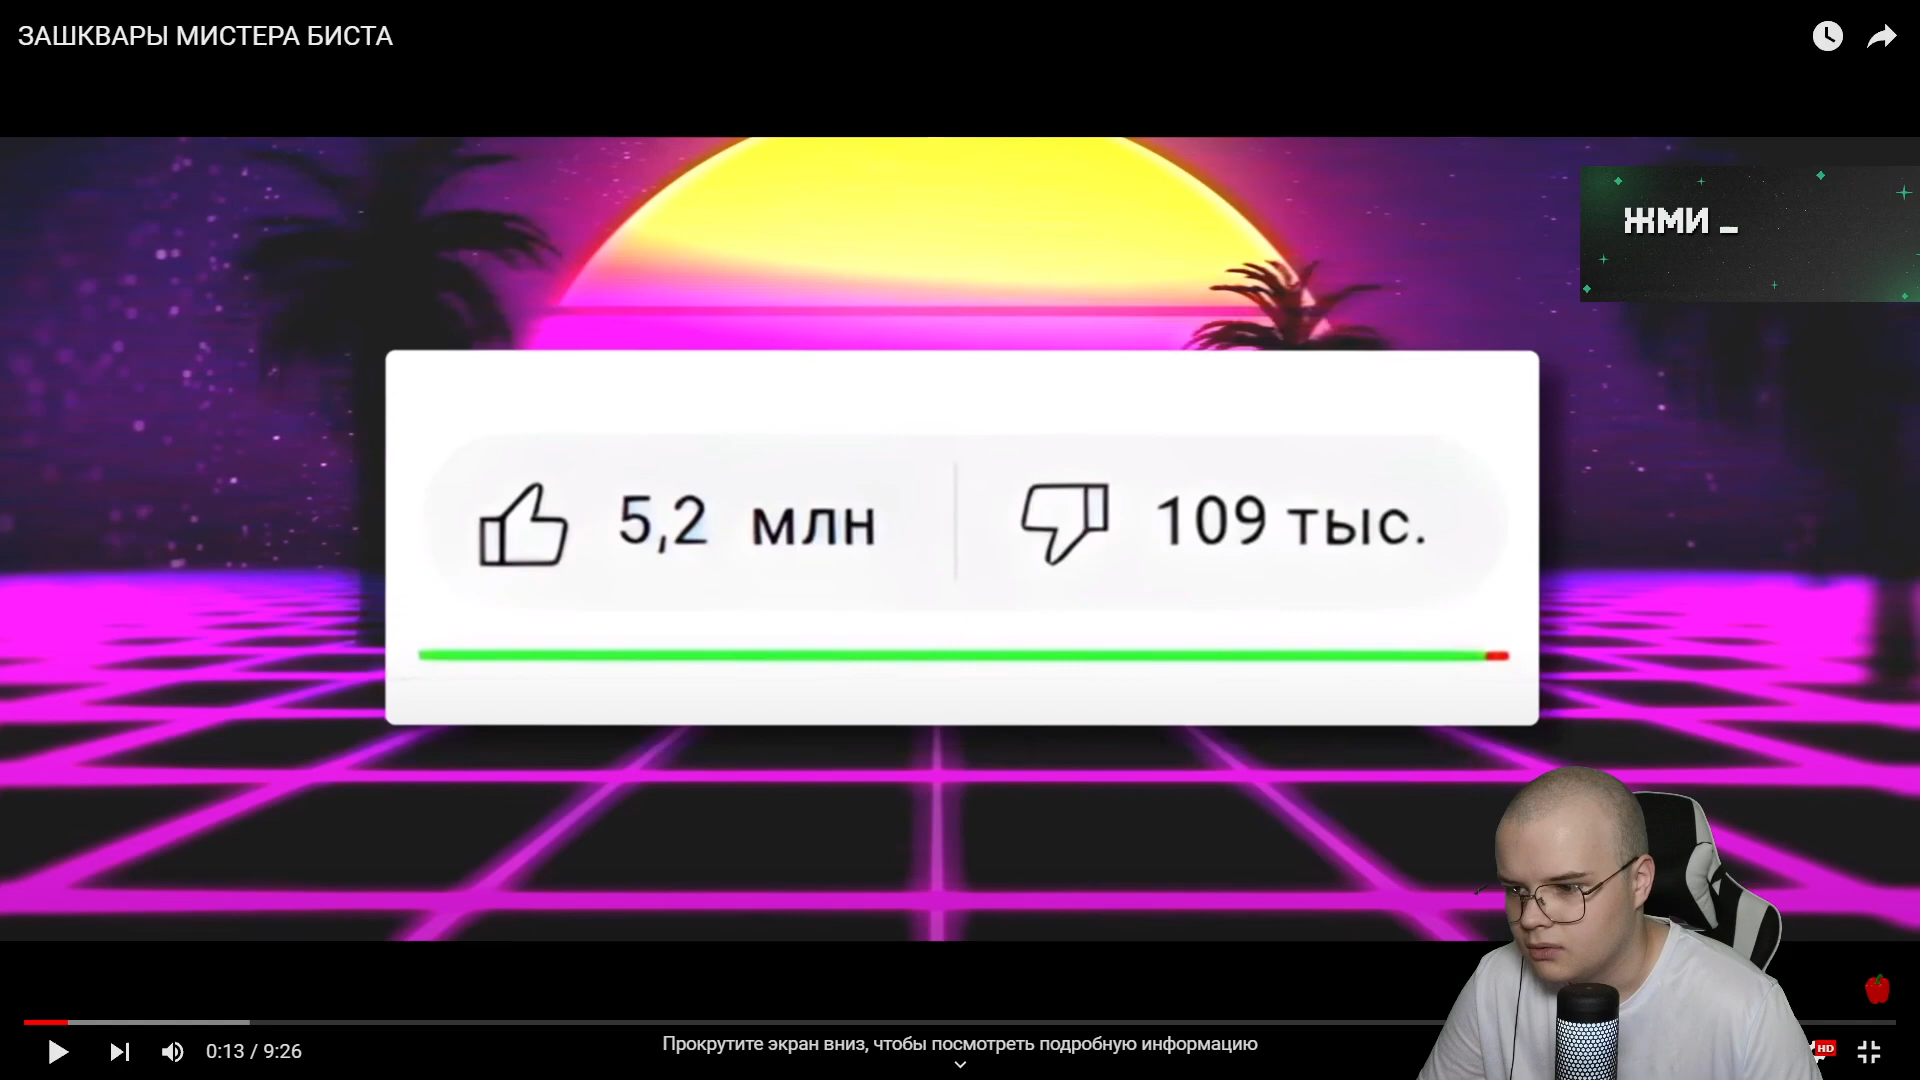 ЗАШКВАРЫ МИСТЕРА БИСТА
ЖМИ _
5,2 млн
109 тыс.
0:13 / 9:26
Прокрутите экран вниз, чтобы посмотреть подробную информацию
HD